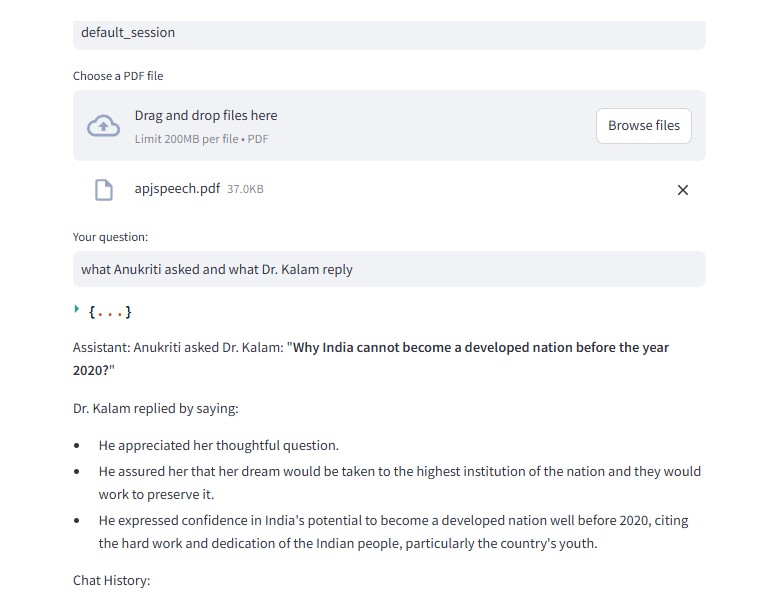 default_session
Choose a PDF file
Drag and drop files here
Limit 200MB per file • PDF
Browse files
apjspeech.pdf 37.0KB
Your question:
what Anukriti asked and what Dr. Kalam reply
{...}
Assistant: Anukriti asked Dr. Kalam: "Why India cannot become a developed nation before the year
2020?"
Dr. Kalam replied by saying:
• He appreciated her thoughtful question.
• He assured her that her dream would be taken to the highest institution of the nation and they would
work to preserve it.
• He expressed confidence in India's potential to become a developed nation well before 2020, citing
the hard work and dedication of the Indian people, particularly the country's youth.
Chat History: